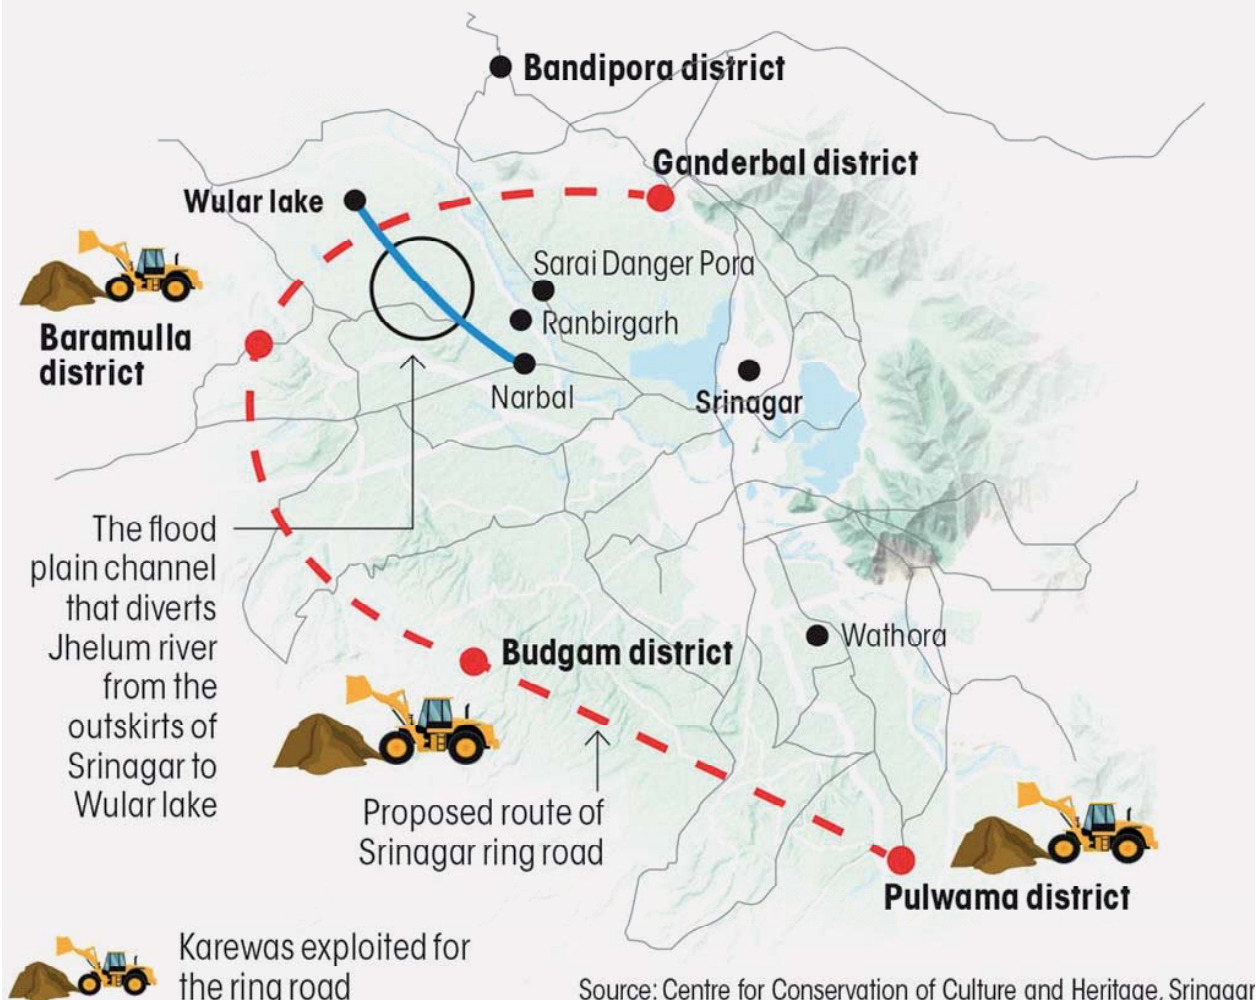 Bandipora district
Ganderbal district
Wular lake
Sarai Danger Pora
Ranbirgarh
Baramulla
district
Narbal
Srinagar
The flood
plain channel
that diverts
Jhelum river
from the
outskirts of
Srinagar to
Wular lake
Wathora
Budgam district
Proposed route of
Srinagar ring road
Pulwama district
Karewas exploited for
the ring road
Source: Centre for Conservation of Culture and Heritage, Srinagar